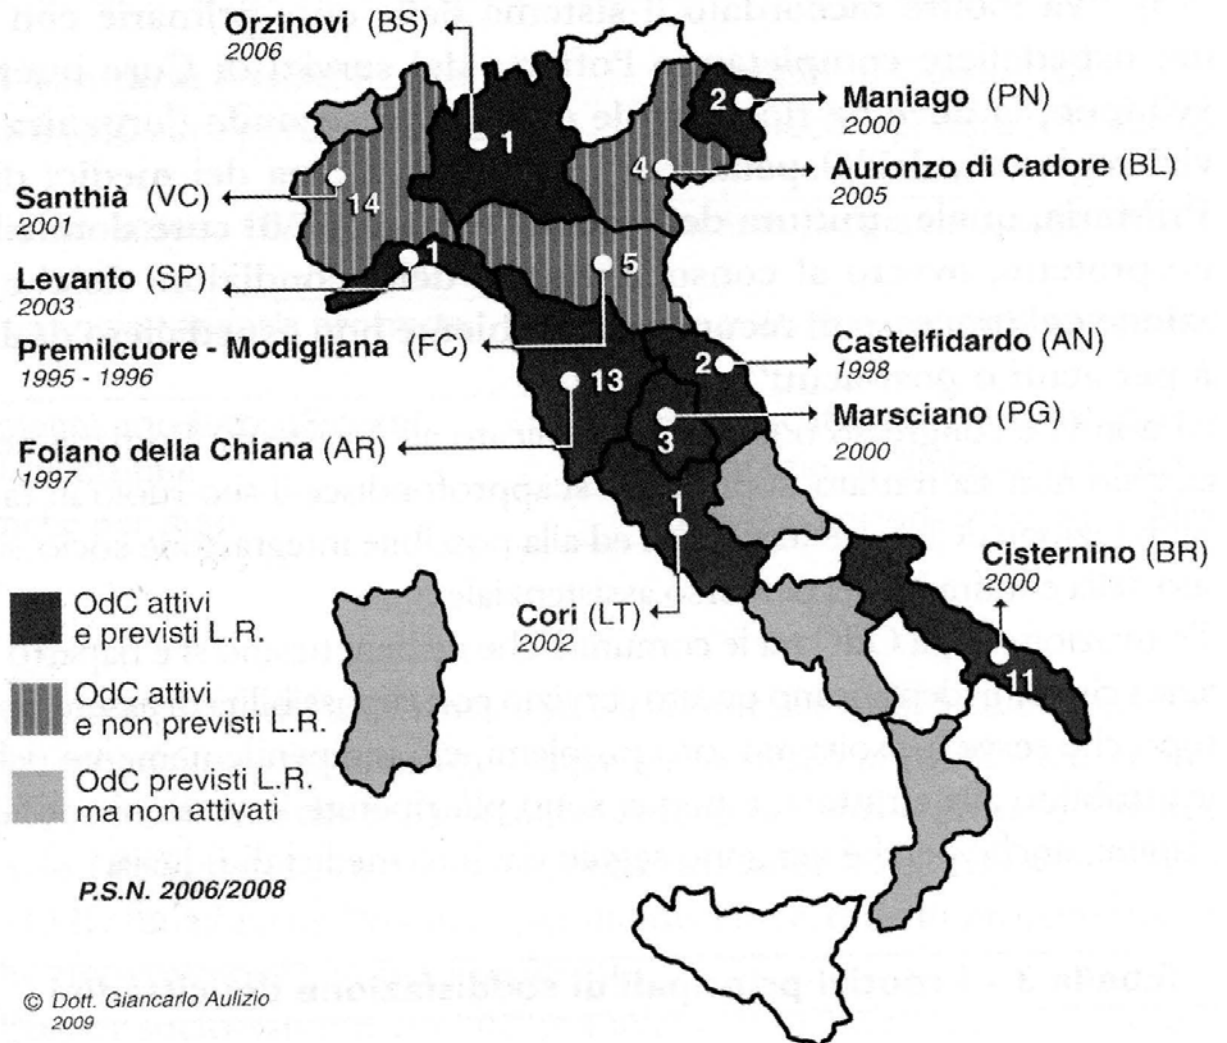 Orzinovi (BS)
2006
2
Maniago (PN)
2000
1
4
Auronzo di Cadore (BL)
2005
Santhià (VC)
2001
14
Levanto (SP)
2003
1
5
Premilcuore - Modigliana (FC)
1995 - 1996
2
Castelfidardo (AN)
1998
13
Marsciano (PG)
2000
3
Foiano della Chiana (AR)
1997
1
Cisternino (BR)
2000
Cori (LT)
2002
11
OdC attivi
e previsti L.R.
OdC attivi
e non previsti L.R.
OdC previsti L.R.
ma non attivati
P.S.N. 2006/2008
© Dott. Giancarlo Aulizio
2009